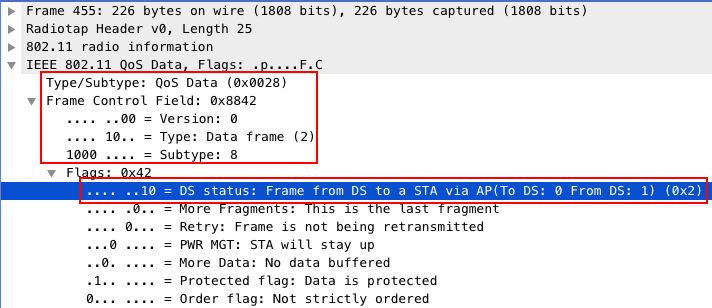 Frame 455: 226 bytes on wire (1808 bits), 226 bytes captured (1808 bits)
Radiotap Header v0, Length 25
802.11 radio information
IEEE 802.11 QoS Data, Flags: .p....F.C
Type/Subtype: QoS Data (0x0028)
Frame Control Field: 0x8842
.... ..00 = Version: 0
.... 10.. = Type: Data frame (2)
1000 .... = Subtype: 8
Flags: 0x42
.... ..10 = DS status: Frame from DS to a STA via AP(To DS: 0 From DS: 1) (0x2)
.... .0.. = More Fragments: This is the last fragment
.... 0... = Retry: Frame is not being retransmitted
...0 .... = PWR MGT: STA will stay up
..0. .... = More Data: No data buffered
.1.. .... = Protected flag: Data is protected
0... .... = Order flag: Not strictly ordered